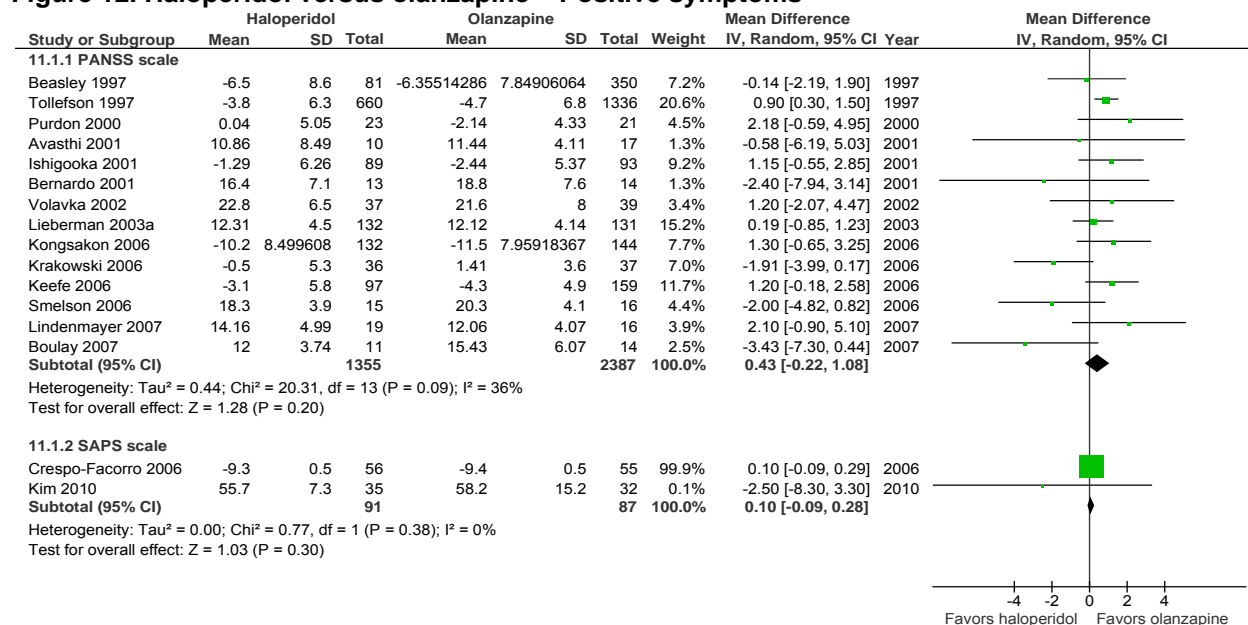 Figure 12. Haloperidol versus olanzapine – Positive symptoms
Haloperidol Olanzapine Mean Difference Mean Difference
Study or Subgroup Mean SD Total Mean SD Total Weight IV, Random, 95% CI Year IV, Random, 95% CI
11.1.1 PANSS scale
Beasley 1997 -6.5 8.6 81 -6.35514286 7.84906064 350 7.2% -0.14 [-2.19, 1.90] 1997
Tollefson 1997 -3.8 6.3 660 -4.7 6.8 1336 20.6% 0.90 [0.30, 1.50] 1997
Purdon 2000 0.04 5.05 23 -2.14 4.33 21 4.5% 2.18 [-0.59, 4.95] 2000
Avasthi 2001 10.86 8.49 10 11.44 4.11 17 1.3% -0.58 [-6.19, 5.03] 2001
Ishigooka 2001 -1.29 6.26 89 -2.44 5.37 93 9.2% 1.15 [-0.55, 2.85] 2001
Bernardo 2001 16.4 7.1 13 18.8 7.6 14 1.3% -2.40 [-7.94, 3.14] 2001
Volavka 2002 22.8 6.5 37 21.6 8 39 3.5% 1.20 [-2.07, 4.47] 2002
Lieberman 2003a 12.31 4.5 132 12.12 4.14 131 15.2% 0.19 [-0.85, 1.23] 2003
Kongsakon 2006 -10.2 8.499608 132 -11.5 7.95918367 144 7.7% 1.30 [-0.65, 3.25] 2006
Krakowski 2006 -0.5 5.3 36 1.41 3.6 37 7.0% -1.91 [-3.99, 0.17] 2006
Keefe 2006 -3.1 5.8 97 -4.3 4.9 159 11.7% 1.20 [-0.18, 2.58] 2006
Smelson 2006 18.3 3.9 15 20.3 4.1 16 4.4% -2.00 [-4.82, 0.82] 2006
Lindenmayer 2007 14.16 4.99 19 12.06 4.07 16 3.9% 2.10 [-0.90, 5.10] 2007
Boulay 2007 12 3.74 11 15.43 6.07 14 2.5% -3.43 [-7.30, 0.44] 2007
Subtotal (95% CI) 1355 2387 100.0% 0.43 [-0.22, 1.08]
Heterogeneity: Tau² = 0.44; Chi² = 20.31, df = 13 (P = 0.09); I² = 36%
Test for overall effect: Z = 1.28 (P = 0.20)
11.1.2 SAPS scale
Crespo-Facorro 2006 -9.3 0.5 56 -9.4 0.5 55 99.9% 0.10 [-0.09, 0.29] 2006
Kim 2010 55.7 7.3 35 58.2 15.2 32 0.1% -2.50 [-8.30, 3.30] 2010
Subtotal (95% CI) 91 87 100.0% 0.10 [-0.09, 0.28]
Heterogeneity: Tau² = 0.00; Chi² = 0.77, df = 1 (P = 0.38); I² = 0%
Test for overall effect: Z = 1.03 (P = 0.30)
-4 -2 0 2 4
Favors haloperidol Favors olanzapine